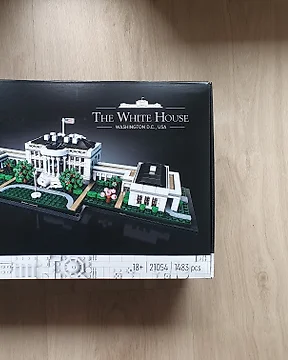 THE WHITE HOUSE
WASHINGTON D.C., USA
18+ 21054 1483 pcs